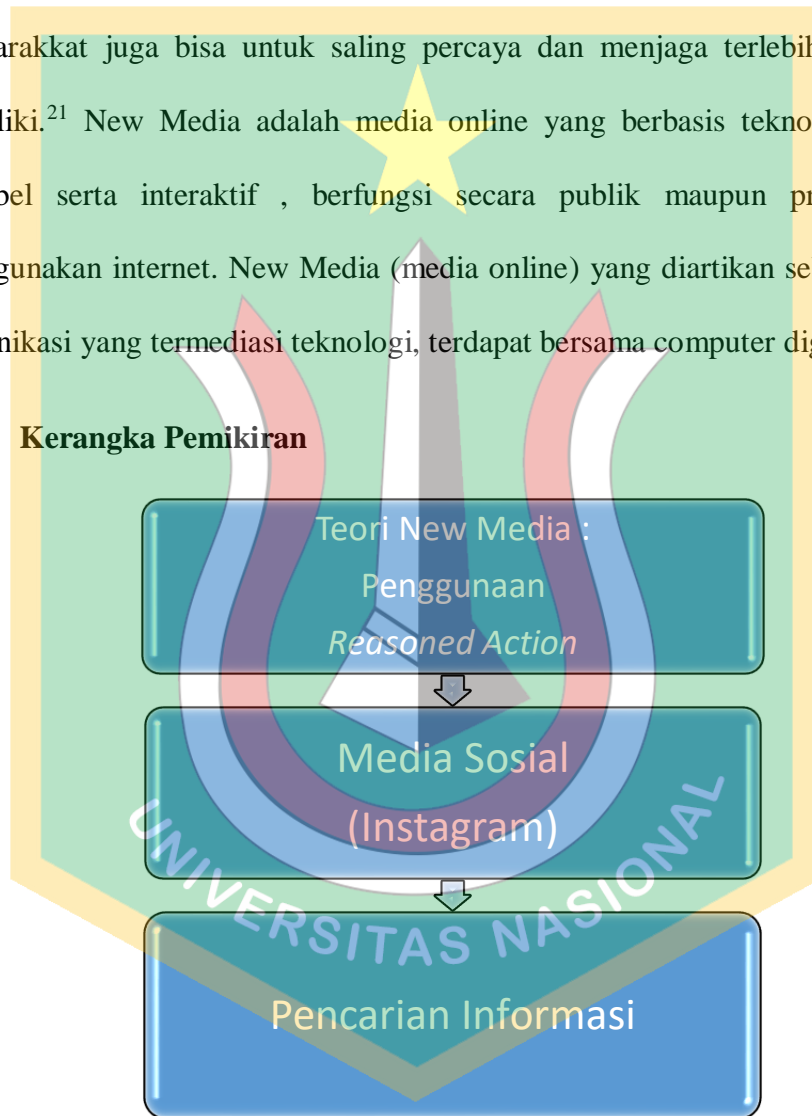 arakkat juga bisa untuk saling percaya dan menjaga terlebih
liki.²¹ New Media adalah media online yang berbasis tekno
bel serta interaktif , berfungsi secara publik maupun pr
gunakan internet. New Media (media online) yang diartikan se
nikasi yang termediasi teknologi, terdapat bersama computer dig
Kerangka Pemikiran
Teori New Media :
Penggunaan
Reasoned Action
Media Sosial
(Instagram)
Pencarian Informasi
UNIVERSITAS NASIONAL